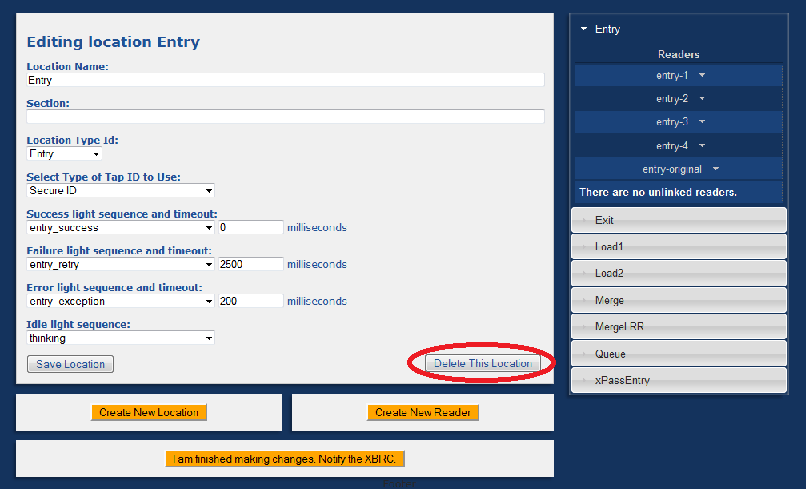 Editing location Entry
Location Name:
Entry
Section:
Location Type Id:
Entry
Select Type of Tap ID to Use:
Secure ID
Success light sequence and timeout:
entry_success 0 milliseconds
Failure light sequence and timeout:
entry_retry 2500 milliseconds
Error light sequence and timeout:
entry_exception 200 milliseconds
Idle light sequence:
thinking
Save Location Delete This Location
Create New Location Create New Reader
I am finished making changes. Notify the XBRC.
Entry
Readers
entry-1
entry-2
entry-3
entry-4
entry-original
There are no unlinked readers.
Exit
Load1
Load2
Merge
MergeLRR
Queue
xPassEntry